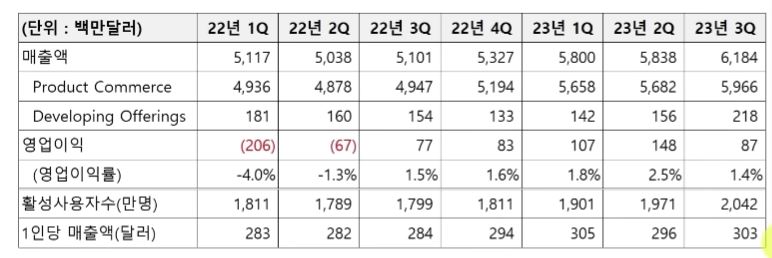 (단위 : 백만달러) 22년 1Q 22년 2Q 22년 3Q 22년 4Q 23년 1Q 23년 2Q 23년 3Q
매출액 5,117 5,038 5,101 5,327 5,800 5,838 6,184
Product Commerce 4,936 4,878 4,947 5,194 5,658 5,682 5,966
Developing Offerings 181 160 154 133 142 156 218
영업이익 (206) (67) 77 83 107 148 87
(영업이익률) -4.0% -1.3% 1.5% 1.6% 1.8% 2.5% 1.4%
활성사용자수(만명) 1,811 1,789 1,799 1,811 1,901 1,971 2,042
1인당 매출액(달러) 283 282 284 294 305 296 303